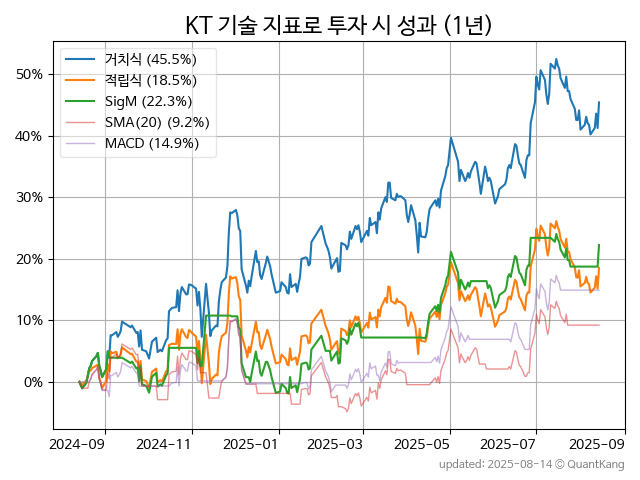 KT 기술 지표로 투자 시 성과 (1년)
거치식 (45.5%)
적립식 (18.5%)
SigM (22.3%)
SMA(20) (9.2%)
MACD (14.9%)
50%
40%
30%
20%
10%
0%
2024-09 2024-11 2025-01 2025-03 2025-05 2025-07 2025-09
updated: 2025-08-14 ⓒ QuantKang